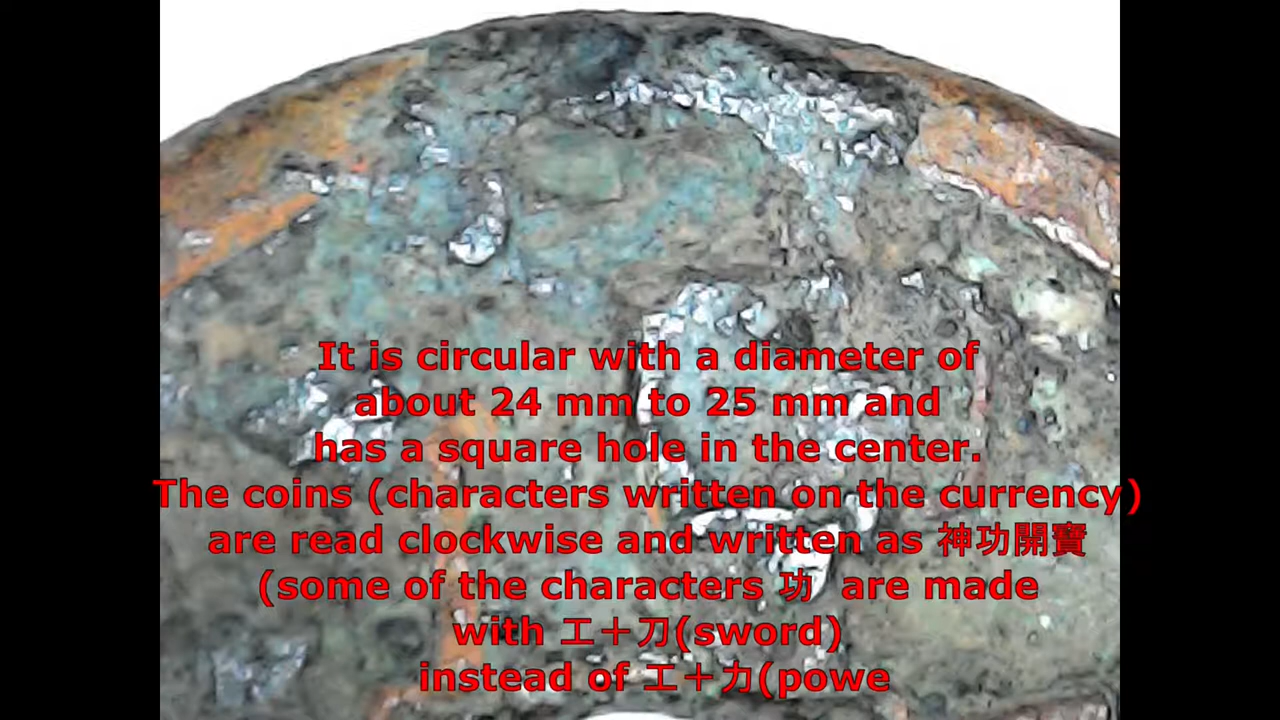 It is circular with a diameter of
about 24 mm to 25 mm and
has a square hole in the center.
The coins (characters written on the currency)
are read clockwise and written as 神功開寶
(some of the characters 功 are made
with 工＋刀(sword)
instead of 工＋力(powe